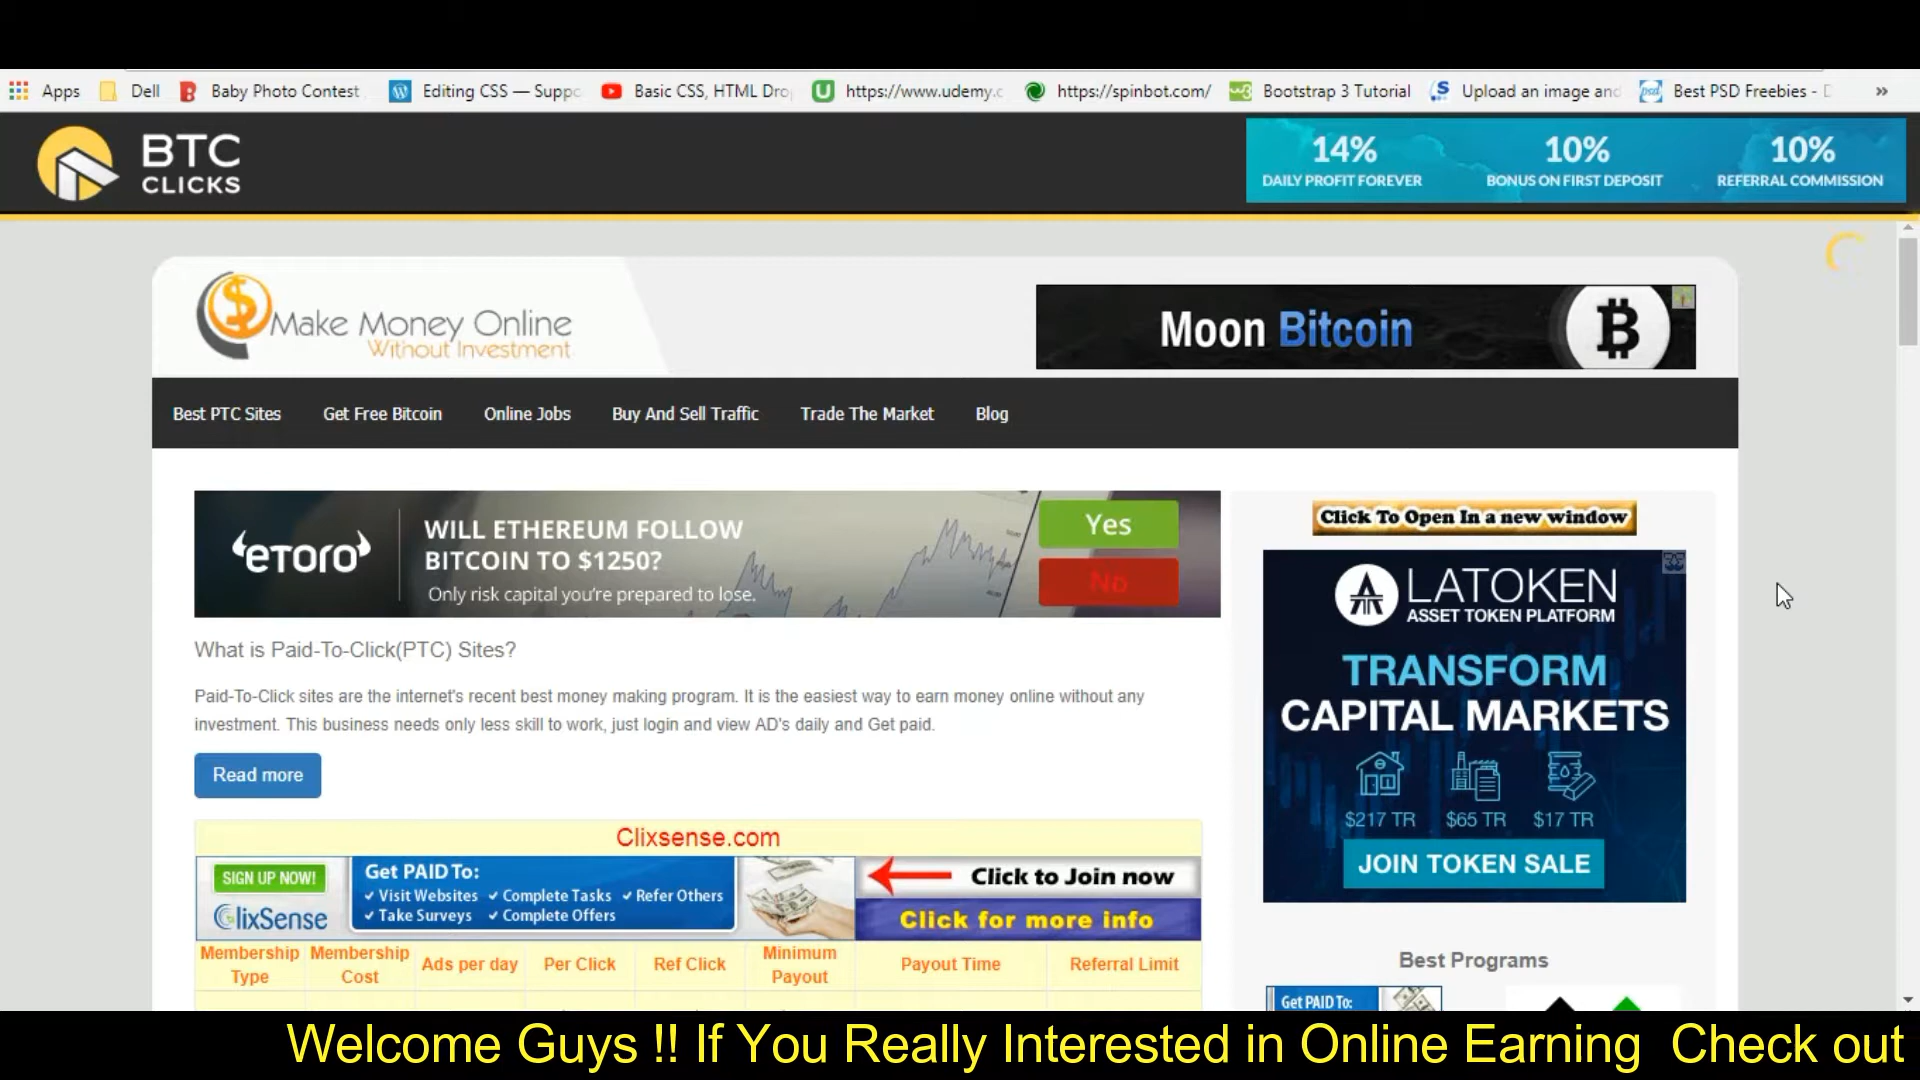 Apps Dell Baby Photo Contest Editing CSS — Suppo Basic CSS, HTML Dro https://www.udemy.c https://spinbot.com/ Bootstrap 3 Tutorial Upload an image and Best PSD Freebies - D »
BTC
CLICKS
14% 10% 10%
DAILY PROFIT FOREVER BONUS ON FIRST DEPOSIT REFERRAL COMMISSION
Make Money Online
Without Investment
Moon Bitcoin
Best PTC Sites Get Free Bitcoin Online Jobs Buy And Sell Traffic Trade The Market Blog
eToro
WILL ETHEREUM FOLLOW
BITCOIN TO $1250?
Only risk capital you're prepared to lose.
Yes
No
Click To Open In a new window
LATOKEN
ASSET TOKEN PLATFORM
TRANSFORM
CAPITAL MARKETS
$217 TR $65 TR $17 TR
JOIN TOKEN SALE
What is Paid-To-Click(PTC) Sites?
Paid-To-Click sites are the internet's recent best money making program. It is the easiest way to earn money online without any
investment. This business needs only less skill to work, just login and view AD's daily and Get paid.
Read more
Clixsense.com
SIGN UP NOW!
ClixSense
Get PAID To:
✓ Visit Websites ✓ Complete Tasks ✓ Refer Others
✓ Take Surveys ✓ Complete Offers
Click to Join now
Click for more info
Membership Type Membership Cost Ads per day Per Click Ref Click Minimum Payout Payout Time Referral Limit
Best Programs
Get PAID To:
Welcome Guys !! If You Really Interested in Online Earning Check out